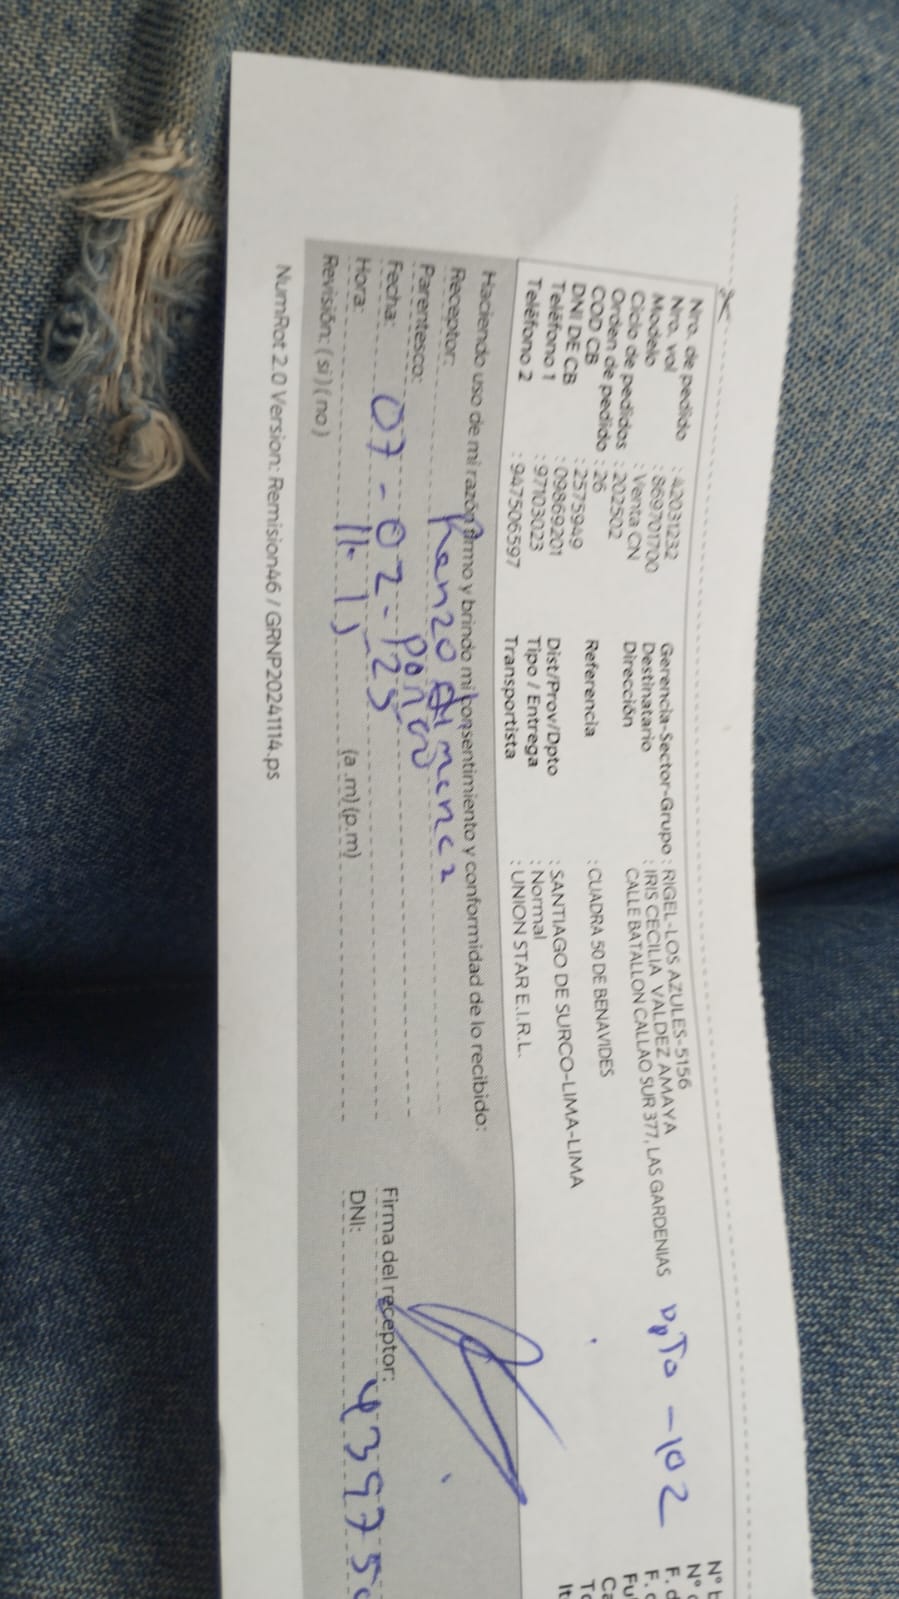 Nro. de pedido : 42031232
Nro. vol : 869701700
Modelo : Venta CN
Ciclo de pedidos : 202502
Orden de pedido : 26
COD CB : 2575949
DNI DE CB : 09869201
Teléfono 1 : 97103023
Teléfono 2 : 947506597
Gerencia-Sector-Grupo : RIGEL-LOS AZULES-5156
Destinatario : IRIS CECILIA VALDEZ AMAYA
Dirección CALLE BATALLON CALLAO SUR 377, LAS GARDENIAS DpTo - 102
Referencia : CUADRA 50 DE BENAVIDES
Dist/Prov/Dpto : SANTIAGO DE SURCO-LIMA-LIMA
Tipo / Entrega : Normal
Transportista : UNION STAR E.I.R.L.
Haciendo uso de mi razón firmo y brindo mi consentimiento y conformidad de lo recibido:
Receptor: Renzo
Parentesco:
Fecha: 07-02-
Hora: (a.m) (p.m)
Revisión: (si) (no)
Firma del receptor:
DNI: 439750
NumRot 2.0 Version: Remision46 / GRNP20241114.ps